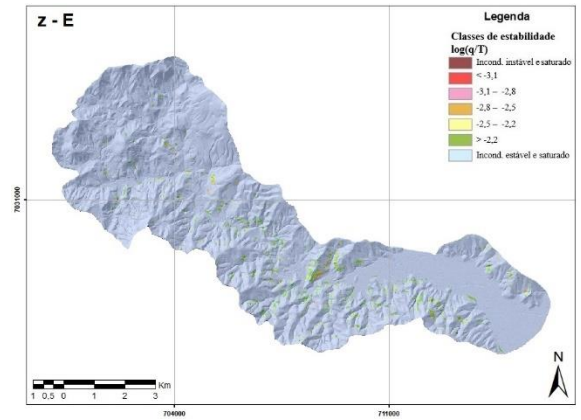 z - E
Legenda
Classes de estabilidade
log(q/T)
Incond. instável e saturado
< -3,1
-3,1 – -2,8
-2,8 – -2,5
-2,5 – -2,2
> -2,2
Incond. estável e saturado
7031000
N
Km
1 0,5 0 1 2 3
704000
711000